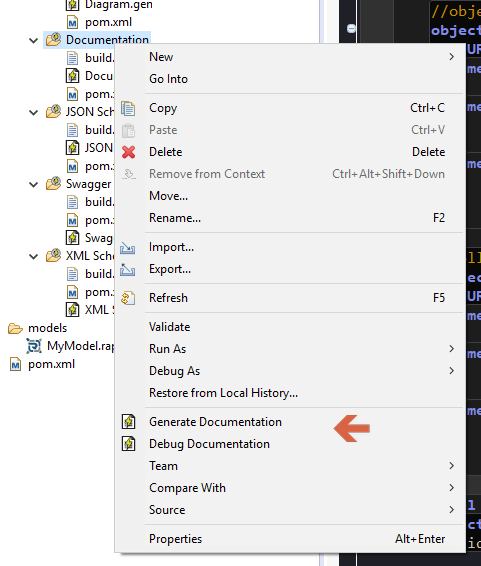 Diagram.gen
pom.xml
Documentation
build.
Docu
pom.
JSON Sch
build.
JSON
pom.x
Swagger
build.
pom.x
Swag
XML Sch
build.
pom.x
XML S
models
MyModel.rap
pom.xml
New
Go Into
Copy Ctrl+C
Paste Ctrl+V
Delete Delete
Remove from Context Ctrl+Alt+Shift+Down
Move...
Rename... F2
Import...
Export...
Refresh F5
Validate
Run As
Debug As
Restore from Local History...
Generate Documentation
Debug Documentation
Team
Compare With
Source
Properties Alt+Enter
//obje
object
UR
me
me
me
ll
ec
UR
me
me
me
l
ct
id